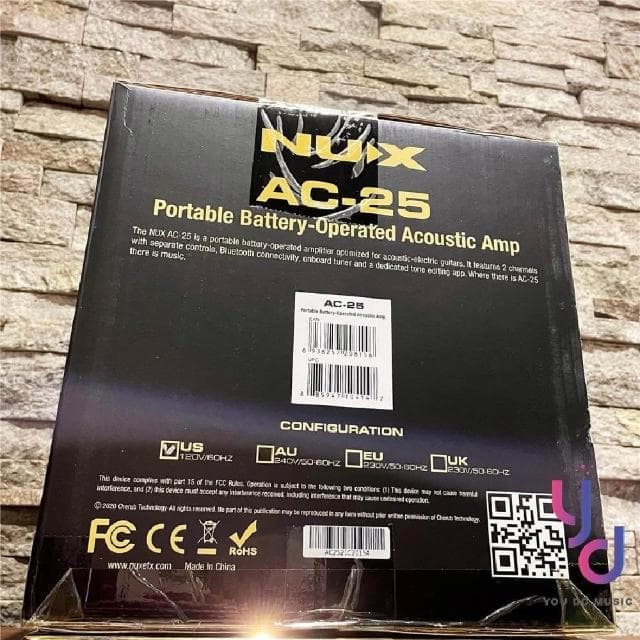 NUX
AC-25
Portable Battery-Operated Acoustic Amp
The NUX AC-25 is a portable battery-operated amplifier optimized for acoustic-electric guitars. It features 2 channels
with separate controls, Bluetooth connectivity, onboard tuner and a dedicated tone editing app. Where there is AC-25
there is music.
AC-25
Portable Battery-Operated Acoustic Amp
EAN
UPC
CONFIGURATION
US
120V/60HZ
AU
240V/50-60HZ
EU
230V/50-60HZ
UK
230V/50-60HZ
This device complies with part 15 of the FCC Rules. Operation is subject to the following two conditions: (1) This device may not cause harmful
interference, and (2) this device must accept any interference received, including interference that may cause undesired operation.
© 2020 Cherub Technology-All rights reserved. No part of this publication may be reproduced in any form without prior written permission of Cherub Technology.
FC CE RoHS
www.nuxefx.com Made in China
yd
YOU DO MUSIC